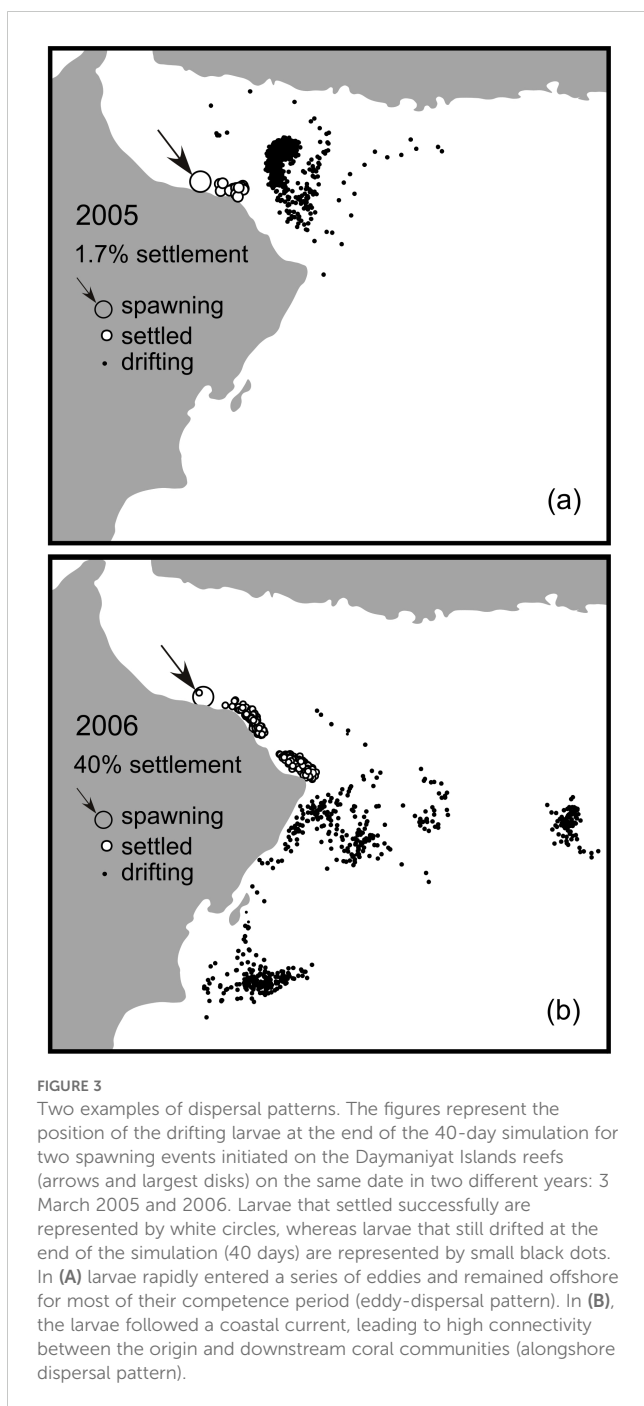 2005
1.7% settlement
spawning
settled
drifting
(a)
2006
40% settlement
spawning
settled
drifting
(b)
FIGURE 3
Two examples of dispersal patterns. The figures represent the
position of the drifting larvae at the end of the 40-day simulation for
two spawning events initiated on the Daymaniyat Islands reefs
(arrows and largest disks) on the same date in two different years: 3
March 2005 and 2006. Larvae that settled successfully are
represented by white circles, whereas larvae that still drifted at the
end of the simulation (40 days) are represented by small black dots.
In (A) larvae rapidly entered a series of eddies and remained offshore
for most of their competence period (eddy-dispersal pattern). In (B),
the larvae followed a coastal current, leading to high connectivity
between the origin and downstream coral communities (alongshore
dispersal pattern).